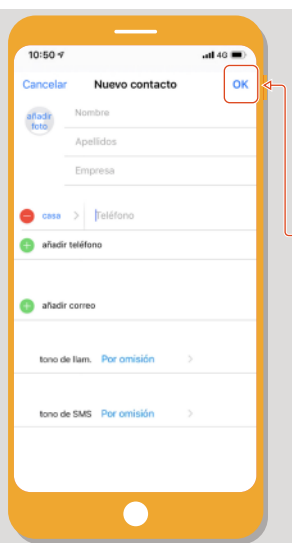 10:50 4G
Cancelar Nuevo contacto OK
añadir foto
Nombre
Apellidos
Empresa
casa Teléfono
añadir teléfono
añadir correo
tono de llam. Por omisión
tono de SMS Por omisión